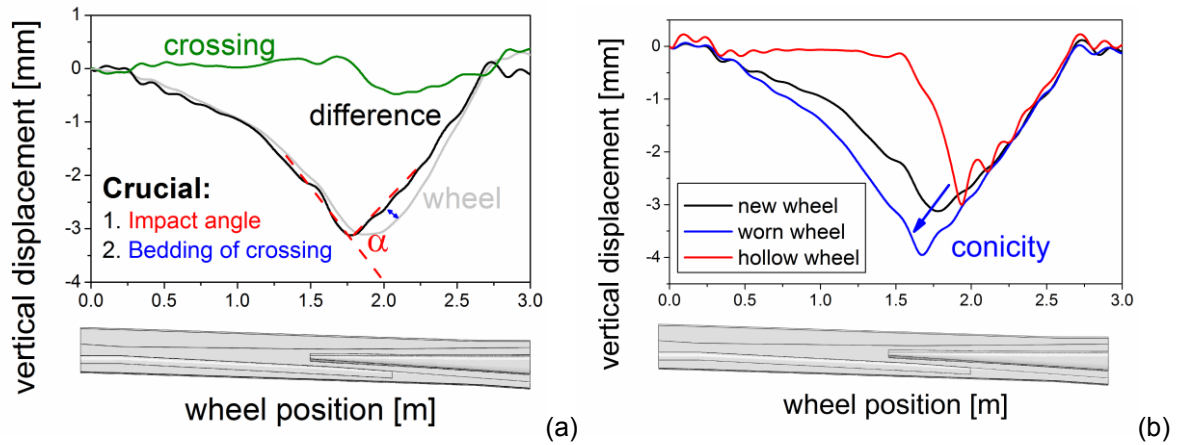 1
0
-1
-2
-3
-4
vertical displacement [mm]
crossing
difference
wheel
Crucial:
1. Impact angle
2. Bedding of crossing
α
0.0 0.5 1.0 1.5 2.0 2.5 3.0
wheel position [m]
(a)
0
-1
-2
-3
-4
vertical displacement [mm]
new wheel
worn wheel
hollow wheel
conicity
0.0 0.5 1.0 1.5 2.0 2.5 3.0
wheel position [m]
(b)